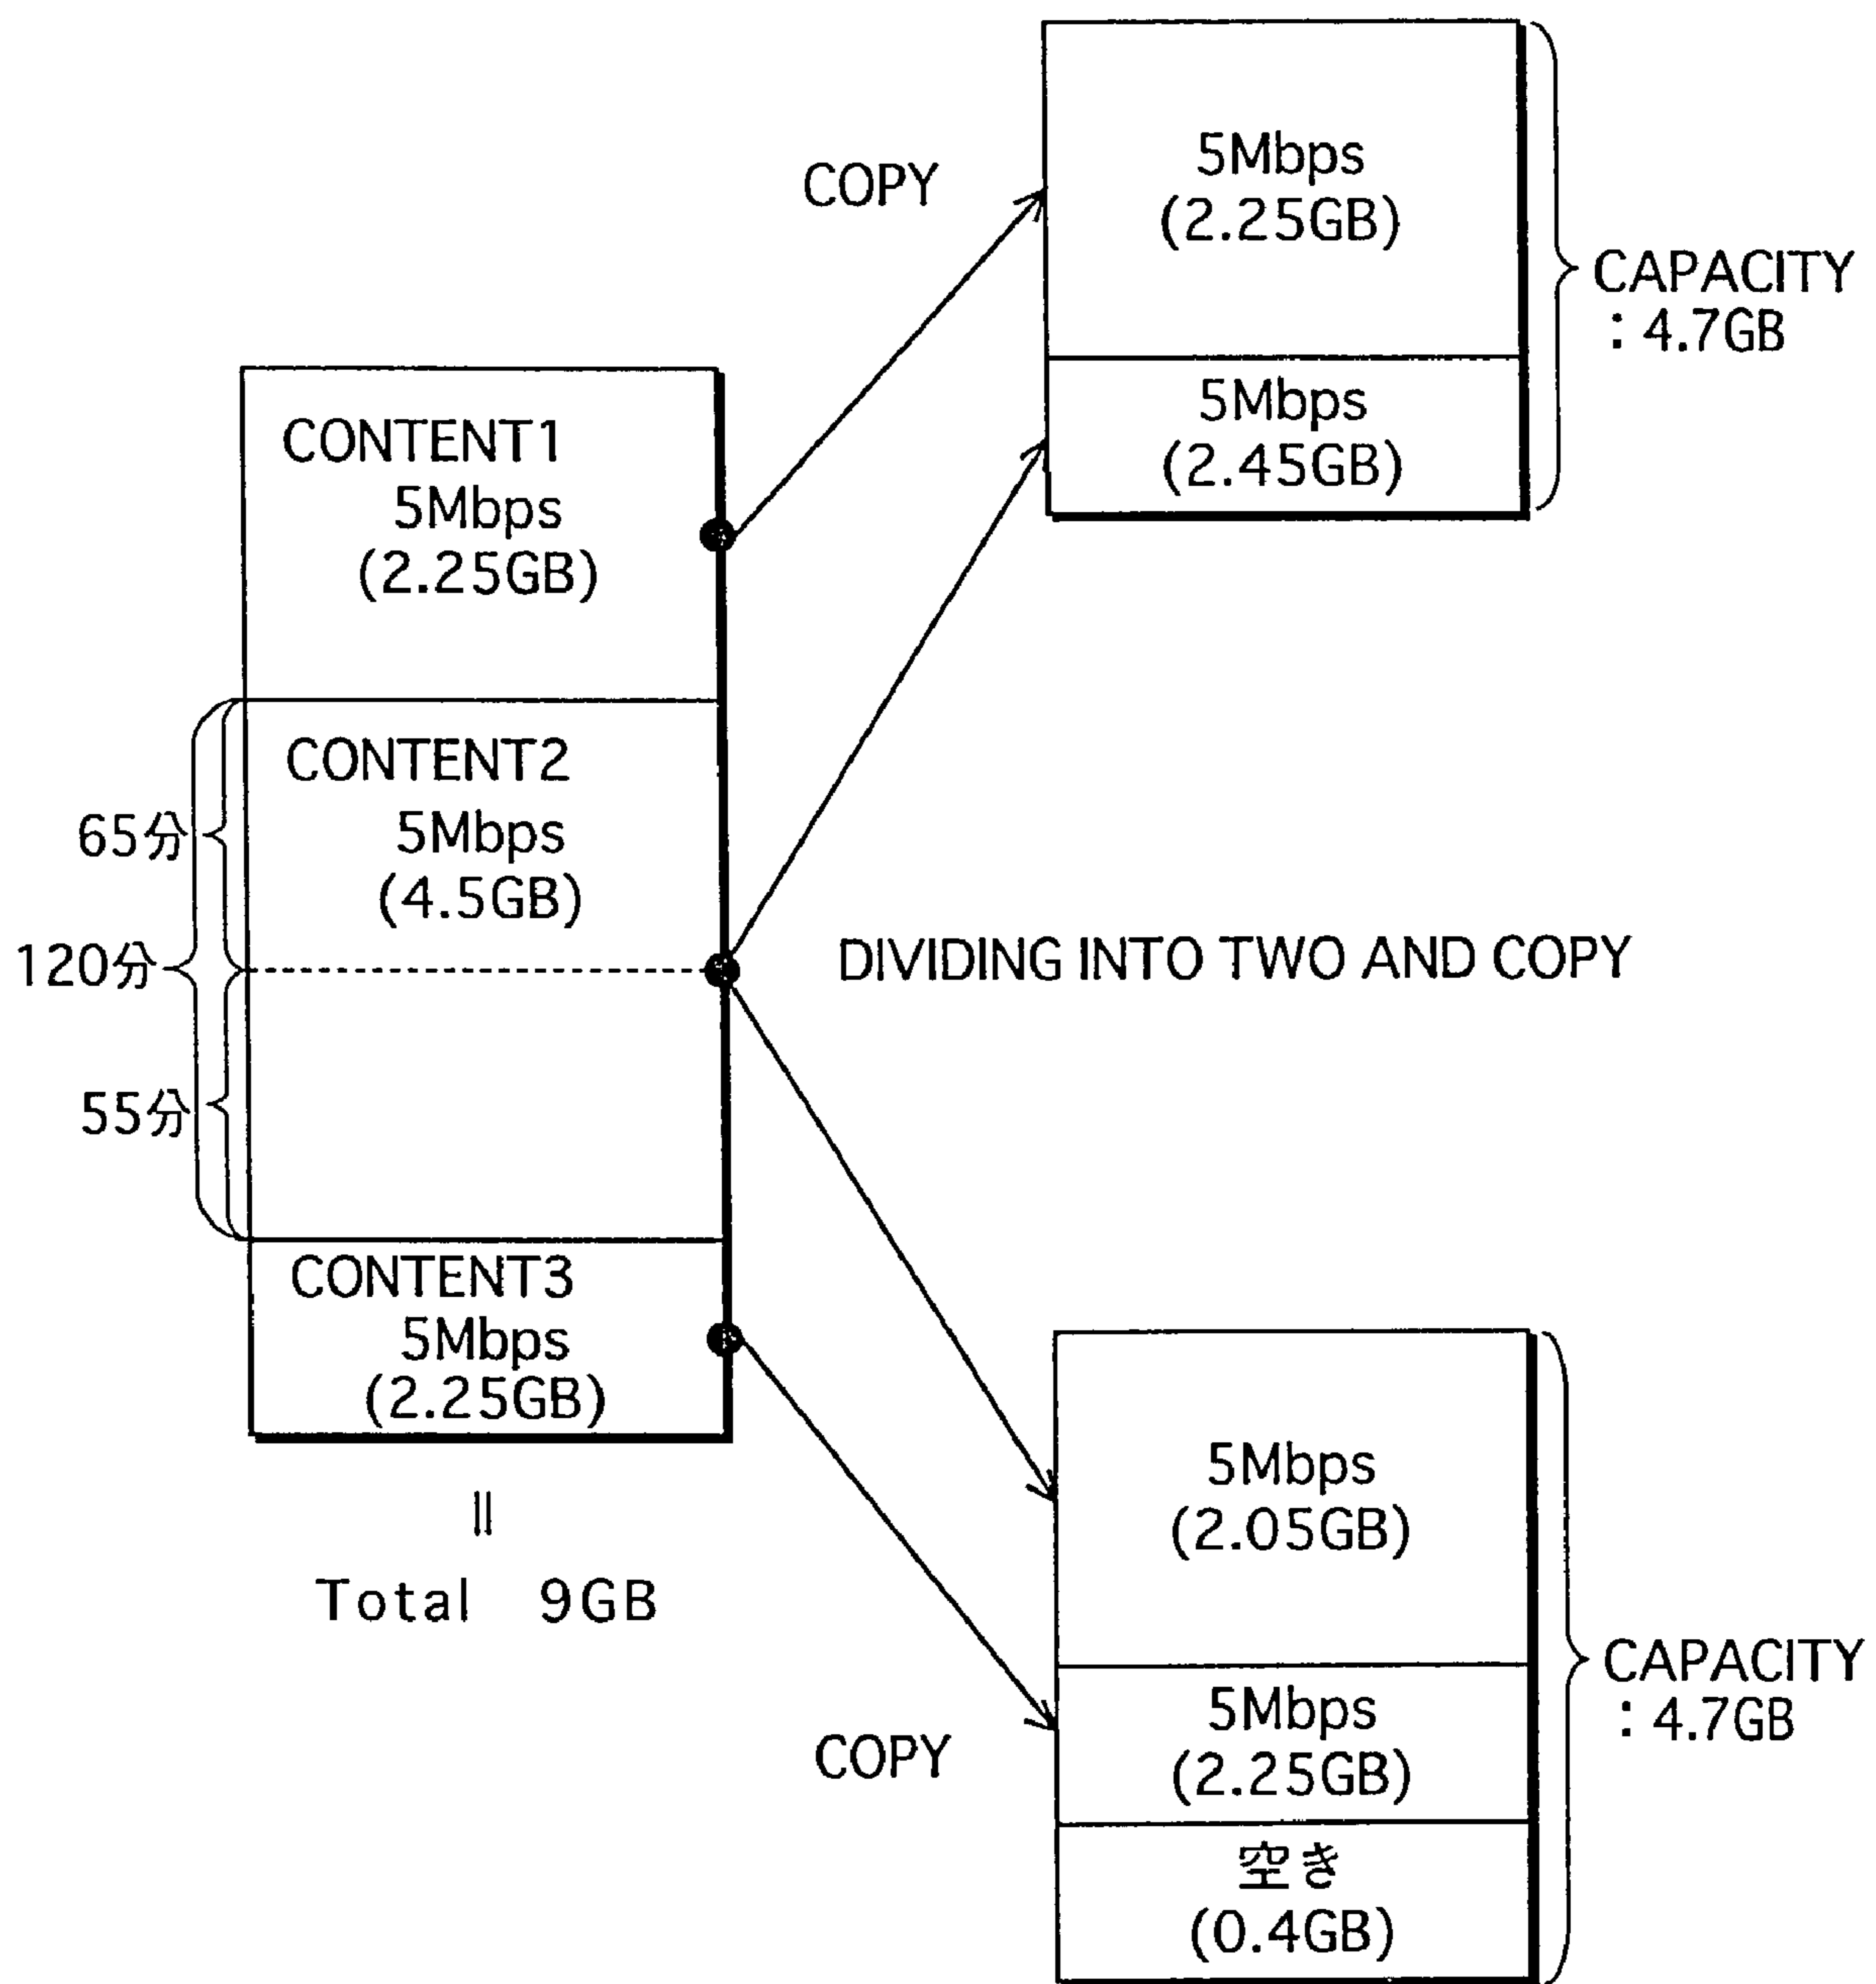 COPY
5Mbps
(2.25GB)
CAPACITY
: 4.7GB
5Mbps
(2.45GB)
CONTENT1
5Mbps
(2.25GB)
CONTENT2
5Mbps
(4.5GB)
65分
120分
55分
DIVIDING INTO TWO AND COPY
CONTENT3
5Mbps
(2.25GB)
=
Total 9GB
COPY
5Mbps
(2.05GB)
5Mbps
(2.25GB)
空き
(0.4GB)
CAPACITY
: 4.7GB